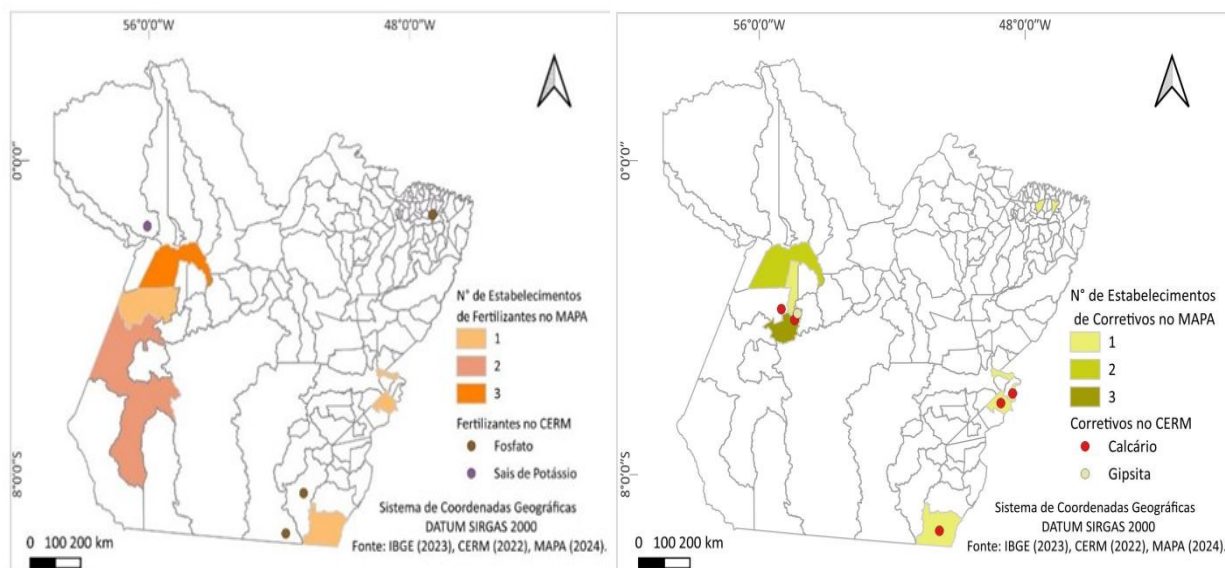 56°0'0"W
48°0'0"W
0°0'0"
8°0'0"S
N° de Estabelecimentos
de Fertilizantes no MAPA
1
2
3
Fertilizantes no CERM
Fosfato
Sais de Potássio
Sistema de Coordenadas Geográficas
DATUM SIRGAS 2000
Fonte: IBGE (2023), CERM (2022), MAPA (2024).
0 100 200 km
56°0'0"W
48°0'0"W
0°0'0"
8°0'0"S
N° de Estabelecimentos
de Corretivos no MAPA
1
2
3
Corretivos no CERM
Calcário
Gipsita
Sistema de Coordenadas Geográficas
DATUM SIRGAS 2000
Fonte: IBGE (2023), CERM (2022), MAPA (2024).
0 100 200 km